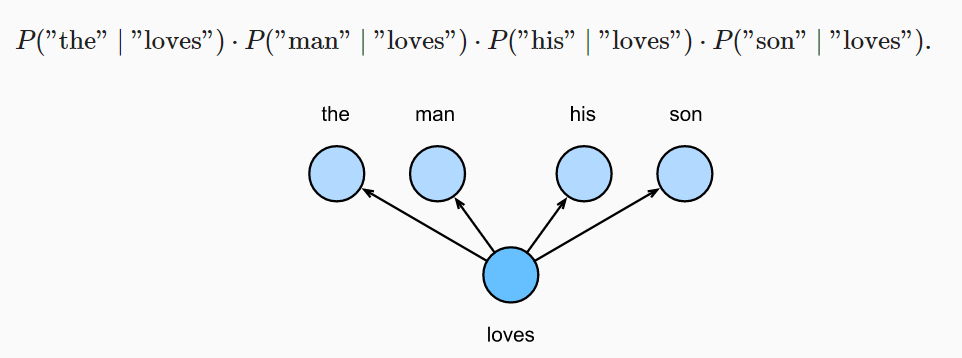 P(”the” | ”loves”) · P(”man” | ”loves”) · P(”his” | ”loves”) · P(”son” | ”loves”).
the man his son
loves